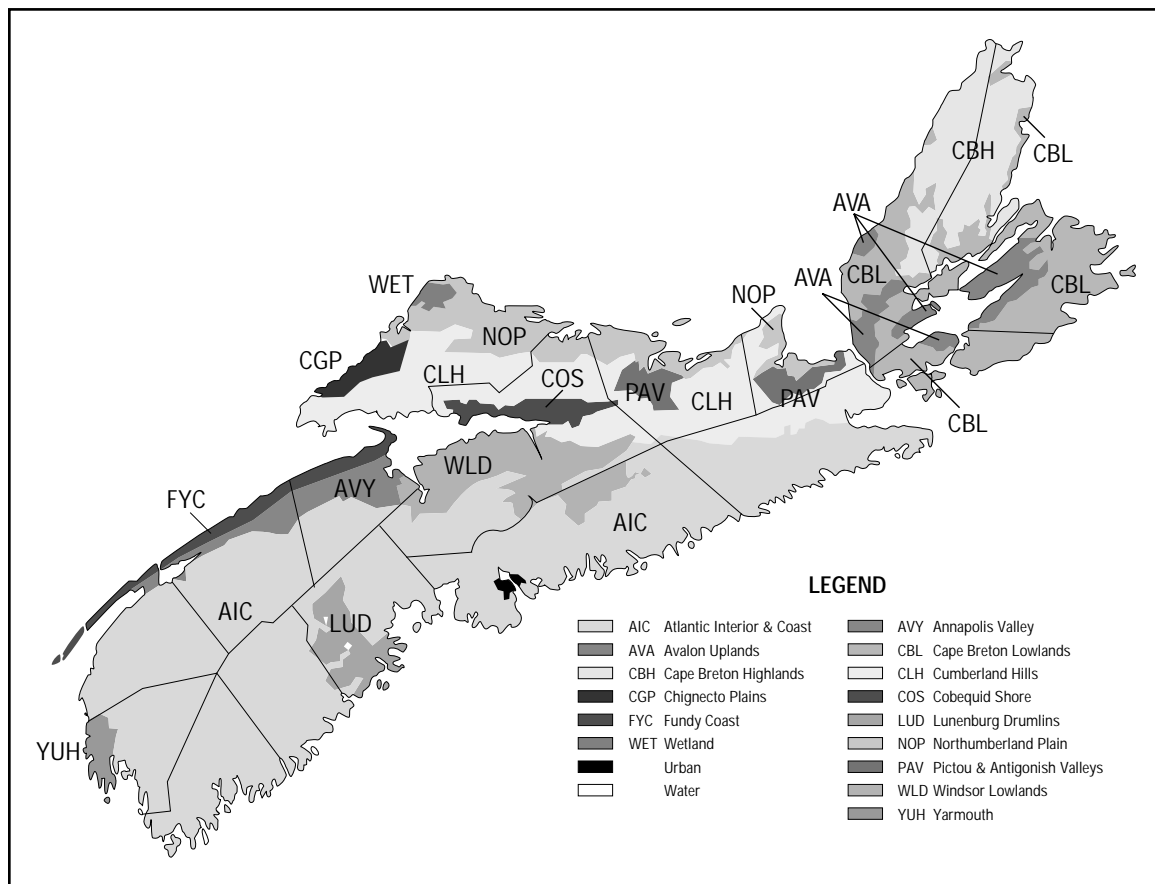 CBH
CBL
AVA
AVA
CBL
CBL
WET
NOP
NOP
CGP
CLH
COS
PAV
CLH
PAV
CBL
WLD
AVY
FYC
AIC
AIC
LUD
YUH
LEGEND
AIC Atlantic Interior & Coast
AVA Avalon Uplands
CBH Cape Breton Highlands
CGP Chignecto Plains
FYC Fundy Coast
WET Wetland
Urban
Water
AVY Annapolis Valley
CBL Cape Breton Lowlands
CLH Cumberland Hills
COS Cobequid Shore
LUD Lunenburg Drumlins
NOP Northumberland Plain
PAV Pictou & Antigonish Valleys
WLD Windsor Lowlands
YUH Yarmouth